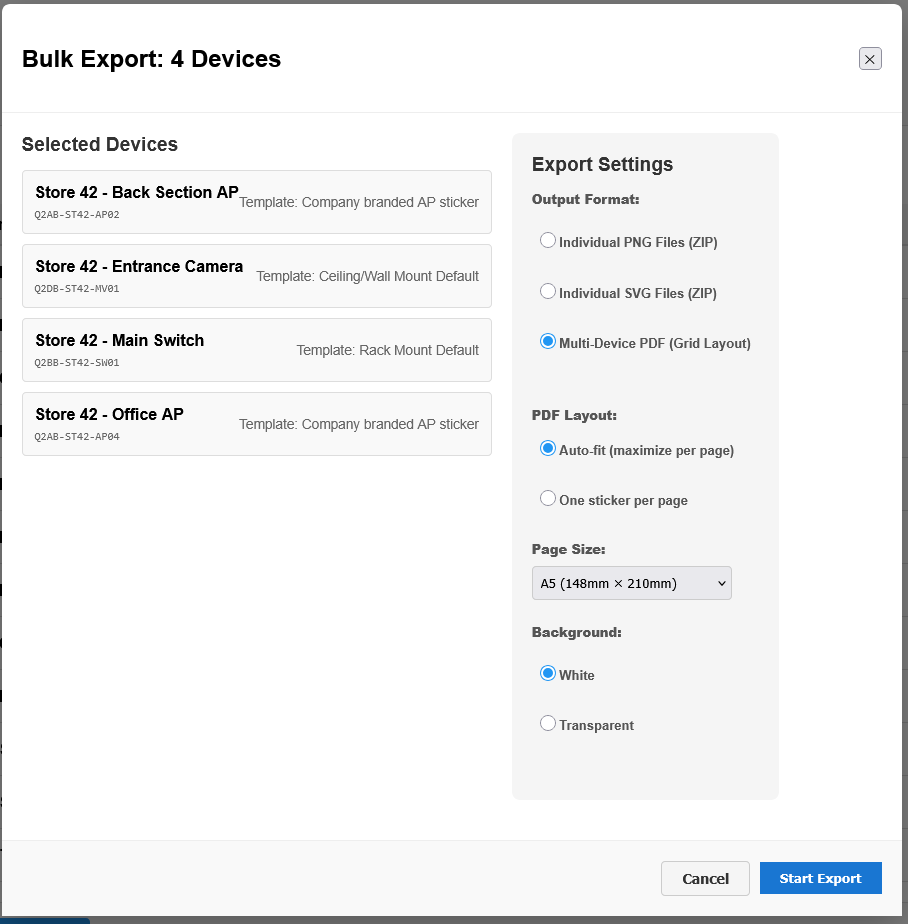 Bulk Export: 4 Devices
Selected Devices
Store 42 - Back Section AP
Q2AB-ST42-AP02
Template: Company branded AP sticker
Store 42 - Entrance Camera
Q2DB-ST42-MV01
Template: Ceiling/Wall Mount Default
Store 42 - Main Switch
Q2BB-ST42-SW01
Template: Rack Mount Default
Store 42 - Office AP
Q2AB-ST42-AP04
Template: Company branded AP sticker
Export Settings
Output Format:
Individual PNG Files (ZIP)
Individual SVG Files (ZIP)
Multi-Device PDF (Grid Layout)
PDF Layout:
Auto-fit (maximize per page)
One sticker per page
Page Size:
A5 (148mm × 210mm)
Background:
White
Transparent
Cancel
Start Export